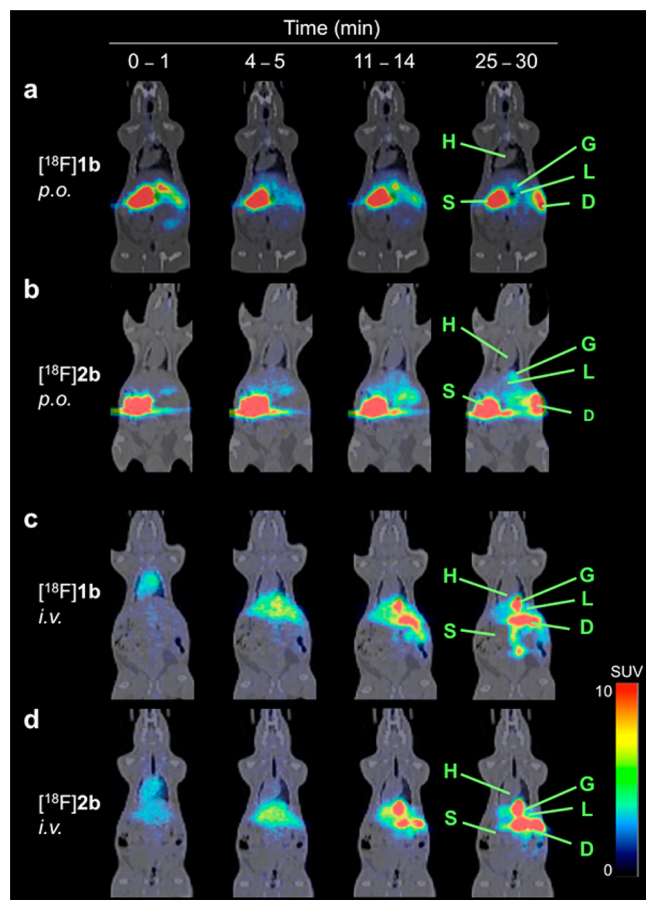 Time (min)
0 – 1 4 – 5 11 – 14 25 – 30
a
H G
[¹⁸F]1b L
p.o. S D
b
H G
[¹⁸F]2b L
p.o. S D
c
[¹⁸F]1b H G
i.v. L
S D
SUV
10
d
[¹⁸F]2b H G
i.v. L
S D
0